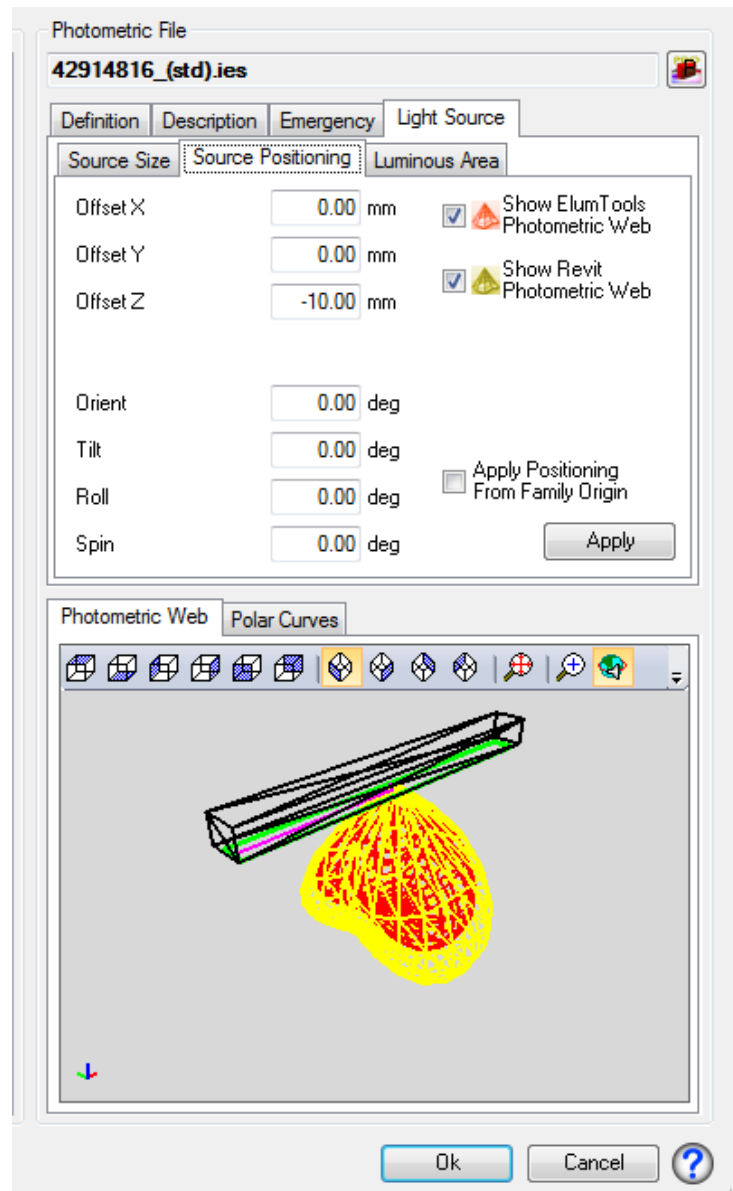 Photometric File
42914816_(std).ies
Definition Description Emergency Light Source
Source Size Source Positioning Luminous Area
Offset X 0.00 mm
Show ElumTools
Photometric Web
Offset Y 0.00 mm
Show Revit
Photometric Web
Offset Z -10.00 mm
Orient 0.00 deg
Tilt 0.00 deg
Apply Positioning
From Family Origin
Roll 0.00 deg
Spin 0.00 deg
Apply
Photometric Web Polar Curves
Ok Cancel ?